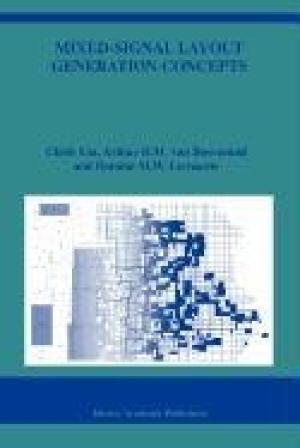 MIXED-SIGNAL LAYOUT
GENERATION CONCEPTS
Chieh Lin, Arthur H.M. van Roermund
and Domine M.W. Leenaerts
Kluwer Academic Publishers